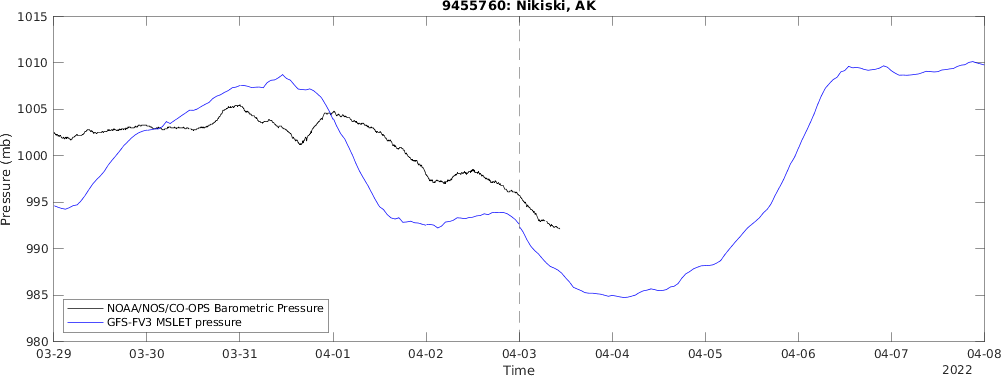 9455760: Nikiski, AK
1015
1010
1005
1000
995
990
985
980
Pressure (mb)
NOAA/NOS/CO-OPS Barometric Pressure
GFS-FV3 MSLET pressure
03-29 03-30 03-31 04-01 04-02 04-03 04-04 04-05 04-06 04-07 04-08
Time
2022